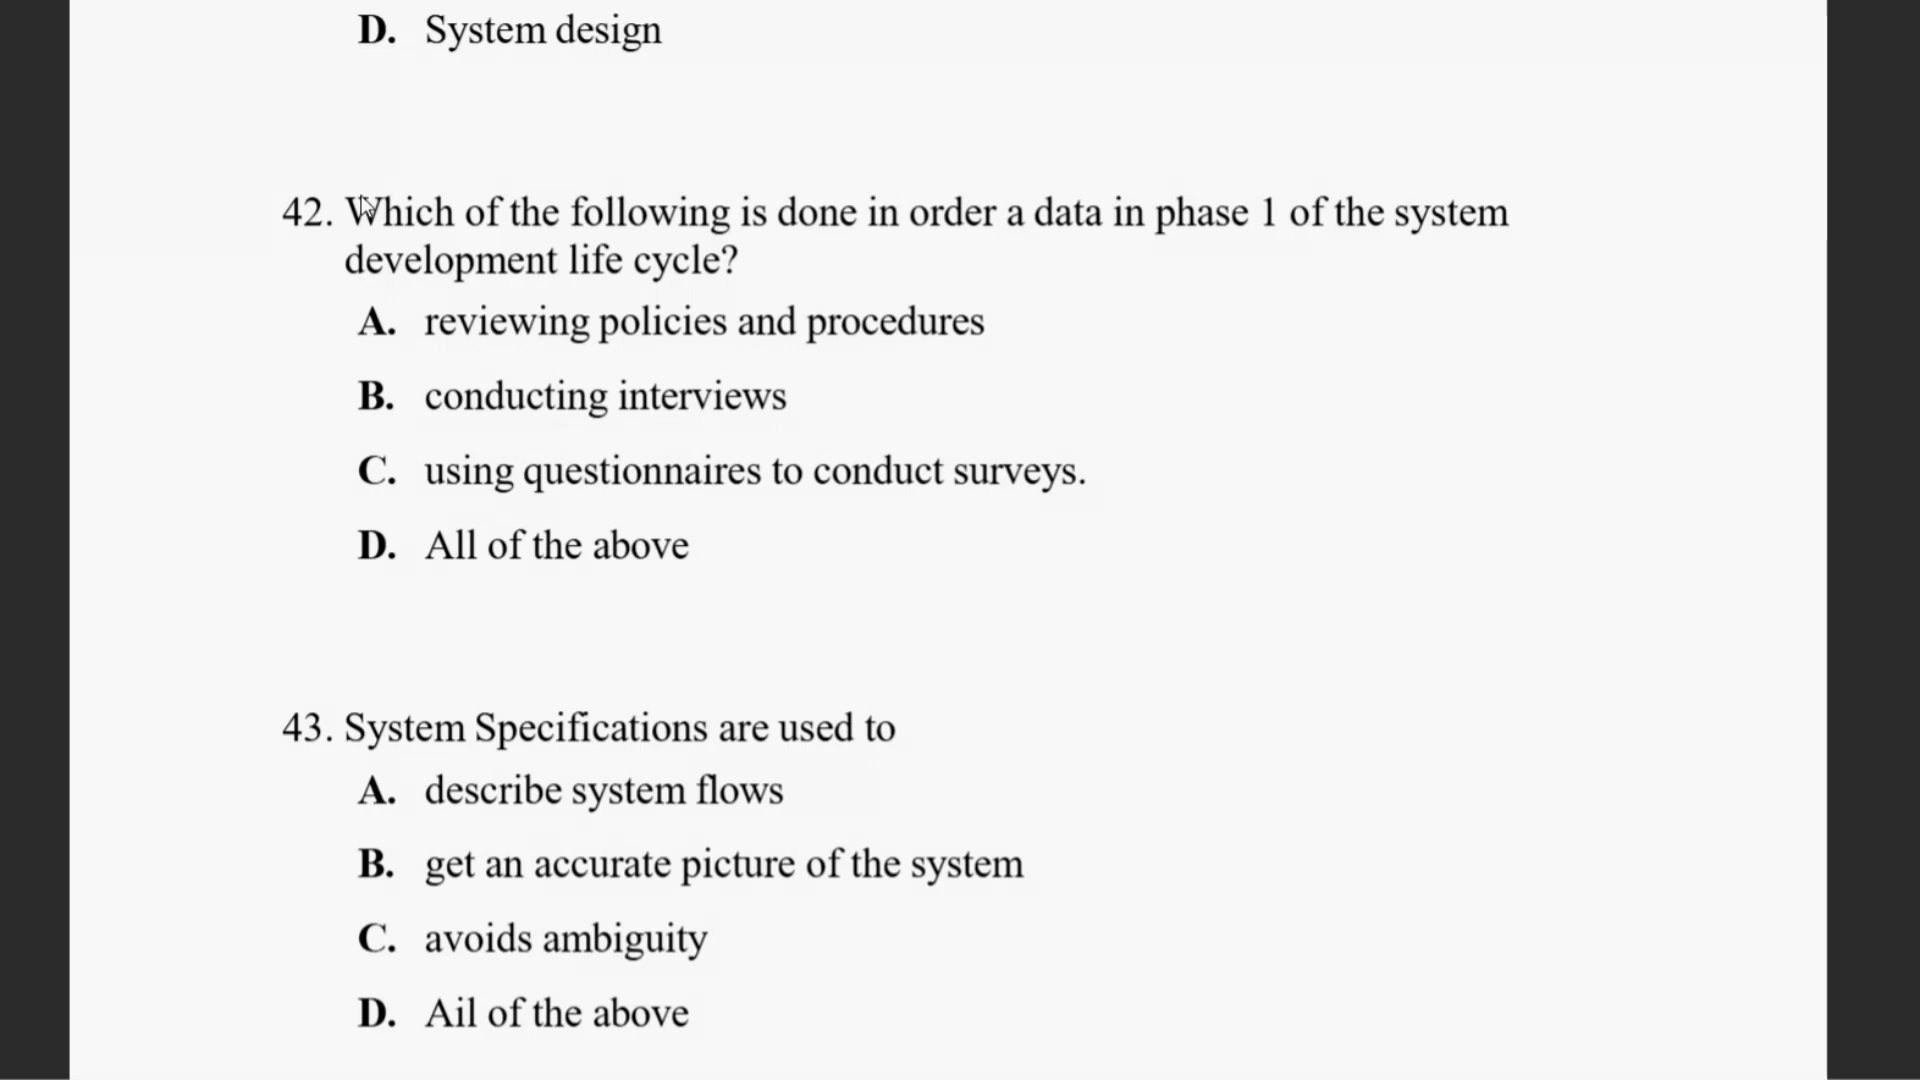 D. System design
42. Which of the following is done in order a data in phase 1 of the system
development life cycle?
A. reviewing policies and procedures
B. conducting interviews
C. using questionnaires to conduct surveys.
D. All of the above
43. System Specifications are used to
A. describe system flows
B. get an accurate picture of the system
C. avoids ambiguity
D. Ail of the above